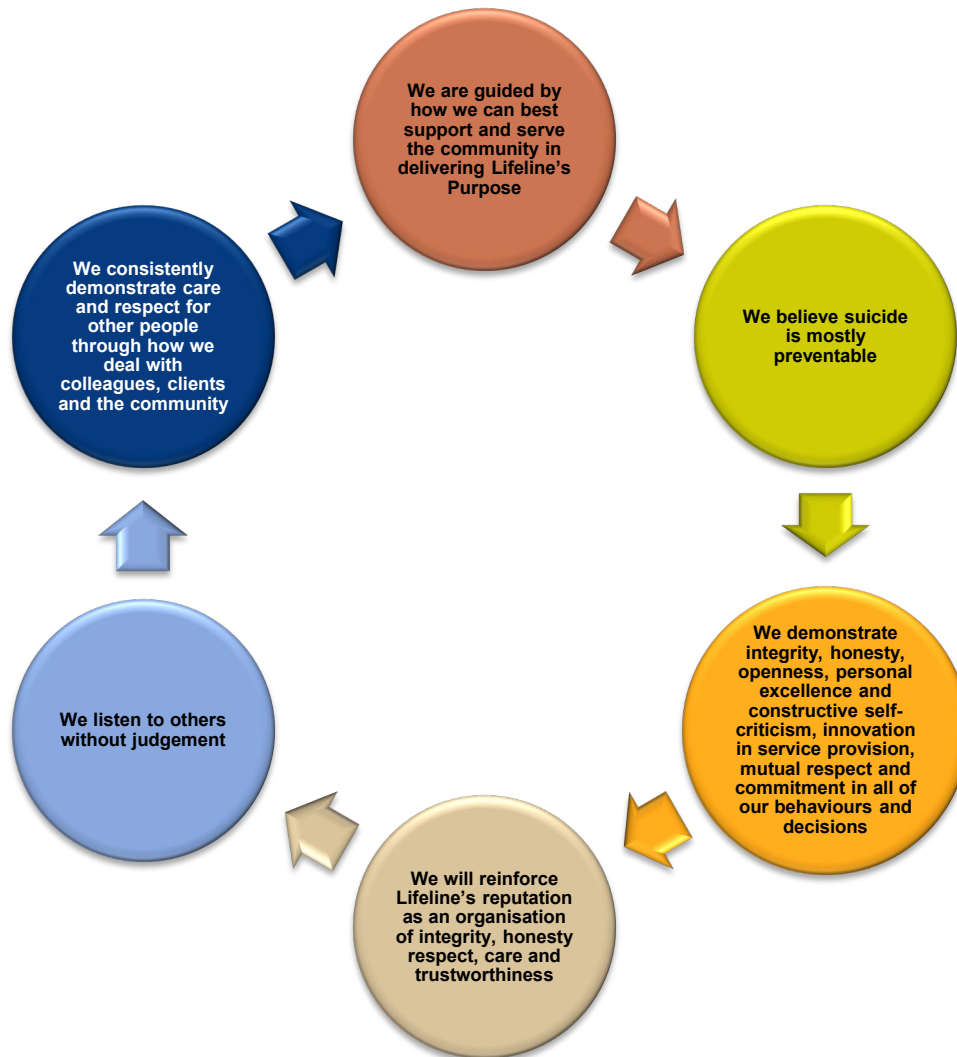 We are guided by
how we can best
support and serve
the community in
delivering Lifeline's
Purpose
We believe suicide
is mostly
preventable
We demonstrate
integrity, honesty,
openness, personal
excellence and
constructive self-
criticism, innovation
in service provision,
mutual respect and
commitment in all of
our behaviours and
decisions
We will reinforce
Lifeline's reputation
as an organisation
of integrity, honesty
respect, care and
trustworthiness
We listen to others
without judgement
We consistently
demonstrate care
and respect for
other people
through how we
deal with
colleagues, clients
and the community